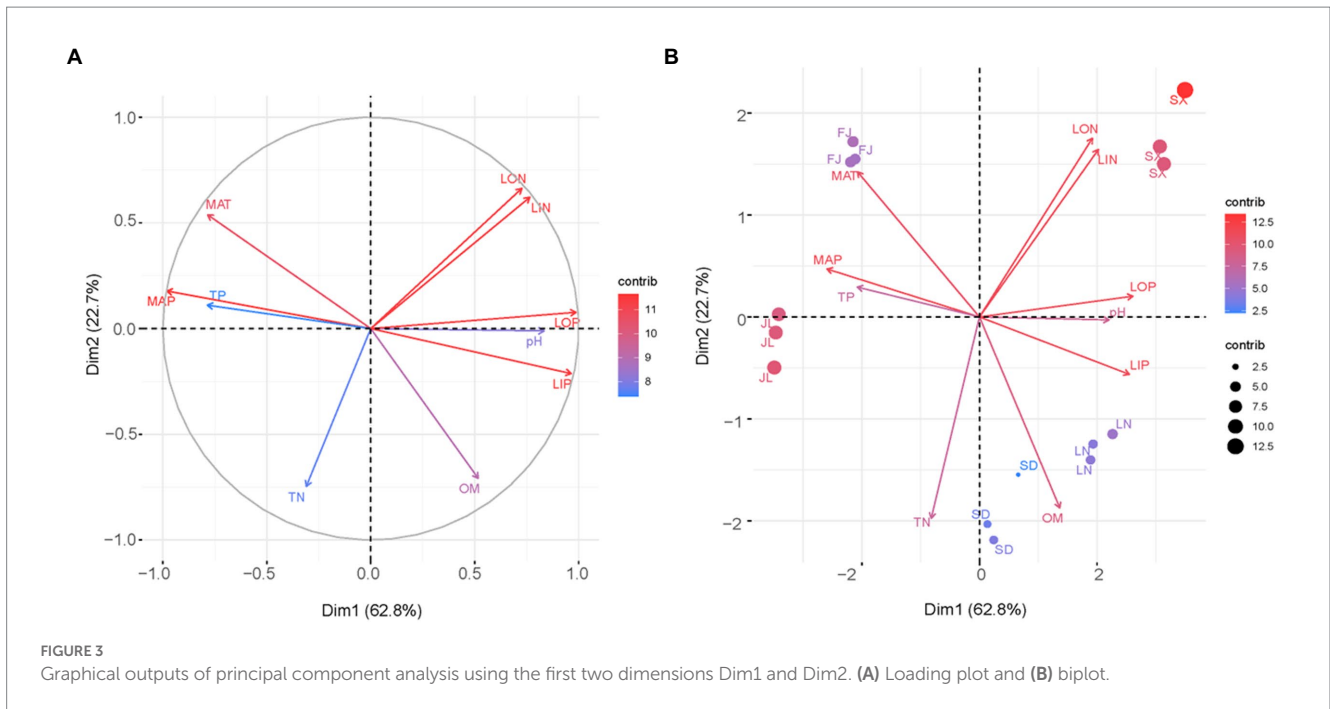 A
1.0
0.5
0.0
−0.5
−1.0
Dim2 (22.7%)
MAT
MAP
TP
LON
LIN
LOP
pH
LIP
TN
OM
−1.0
−0.5
0.0
0.5
1.0
Dim1 (62.8%)
contrib
11
10
9
8
B
2
1
0
−1
−2
Dim2 (22.7%)
SX
SX
SX
FJ
FJ
FJ
MAT
LON
LIN
MAP
TP
LOP
pH
LIP
JL
JL
JL
LN
LN
LN
SD
SD
SD
TN
OM
−2
0
2
Dim1 (62.8%)
contrib
12.5
10.0
7.5
5.0
2.5
contrib
2.5
5.0
7.5
10.0
12.5
FIGURE 3
Graphical outputs of principal component analysis using the first two dimensions Dim1 and Dim2. (A) Loading plot and (B) biplot.